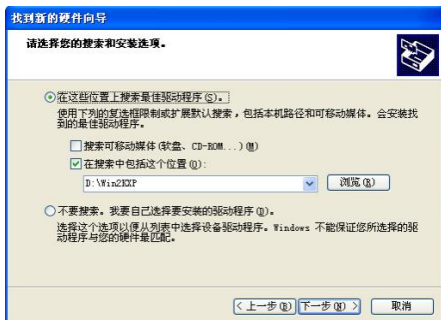 找到新的硬件向导
请选择您的搜索和安装选项。
在这些位置上搜索最佳驱动程序(S)。
使用下列的复选框限制或扩展默认搜索，包括本机路径和可移动媒体。会安装找
到的最佳驱动程序。
搜索可移动媒体(软盘、CD-ROM...)(M)
在搜索中包括这个位置(O):
D:\Win2KXP
浏览(R)
不要搜索。我要自己选择要安装的驱动程序(D)。
选择这个选项以便从列表中选择设备驱动程序。Windows 不能保证您所选择的驱
动程序与您的硬件最匹配。
< 上一步(B) 下一步(N) > 取消